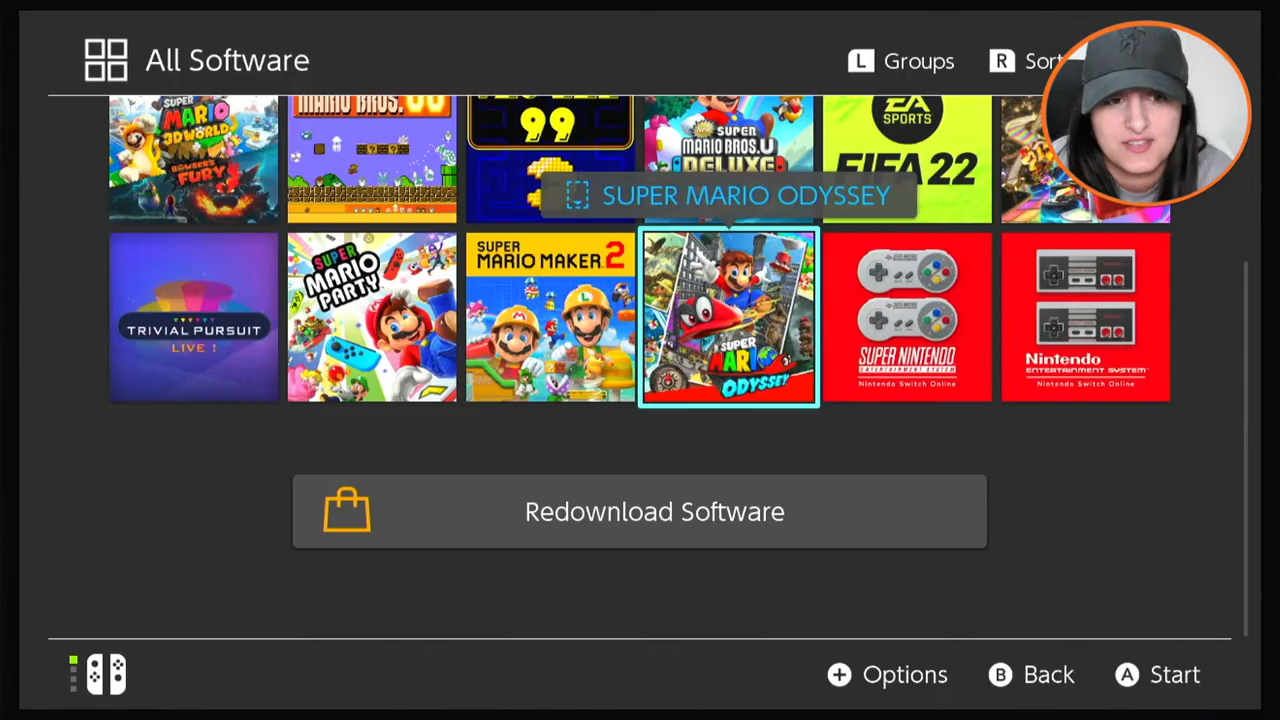 All Software
L Groups
R Sort
SUPER
MARIO
3D WORLD
BOWSER'S
FURY
MARIO BROS.
99
New SUPER
MARIO BROS.U
DELUXE
EA
SPORTS
FIFA 22
SUPER MARIO ODYSSEY
TRIVIAL PURSUIT
LIVE!
SUPER
MARIO
PARTY
SUPER
MARIO MAKER 2
SUPER
MARIO
ODYSSEY
SUPER NINTENDO
ENTERTAINMENT SYSTEM
Nintendo Switch Online
Nintendo
ENTERTAINMENT SYSTEM
Nintendo Switch Online
Redownload Software
+ Options
B Back
A Start